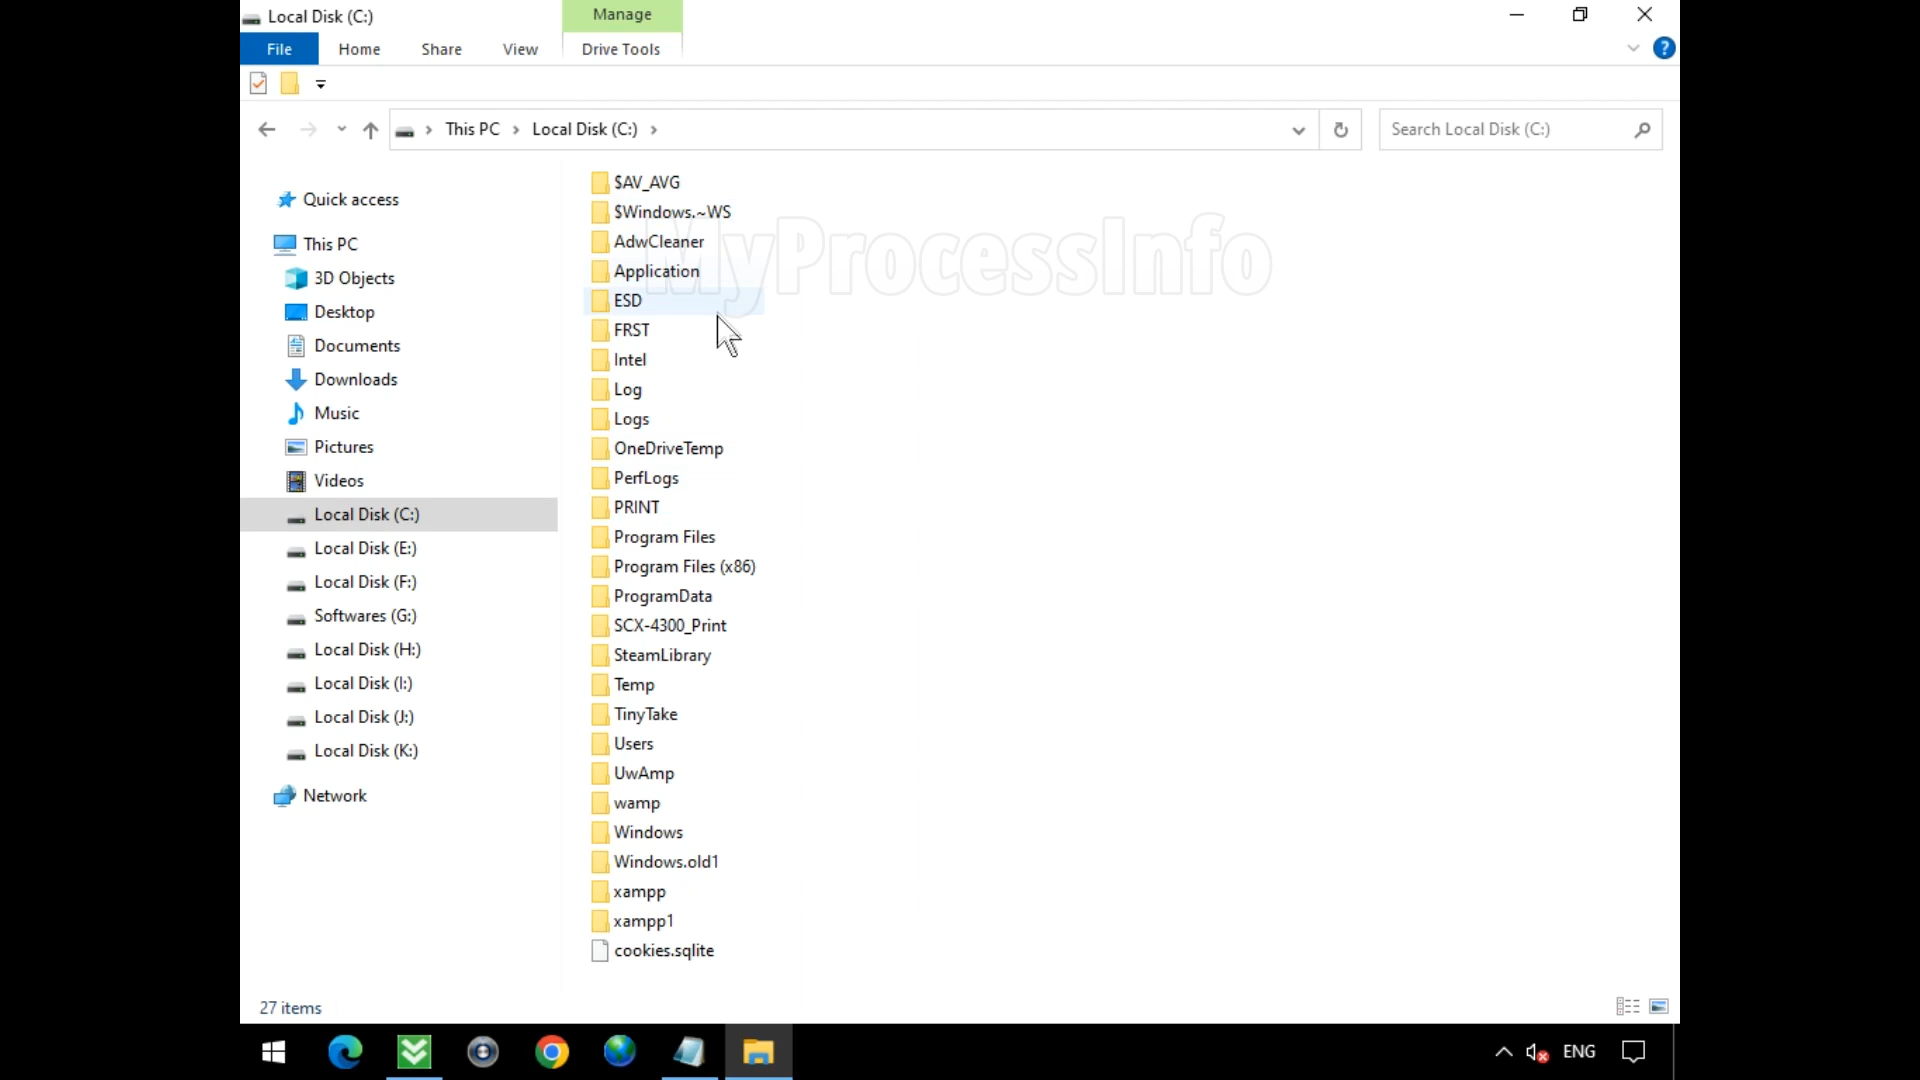 Local Disk (C:)
Manage
File
Home
Share
View
Drive Tools
This PC
Local Disk (C:)
Search Local Disk (C:)
Quick access
This PC
3D Objects
Desktop
Documents
Downloads
Music
Pictures
Videos
Local Disk (C:)
Local Disk (E:)
Local Disk (F:)
Softwares (G:)
Local Disk (H:)
Local Disk (I:)
Local Disk (J:)
Local Disk (K:)
Network
$AV_AVG
$Windows.~WS
AdwCleaner
Application
ESD
FRST
Intel
Log
Logs
OneDriveTemp
PerfLogs
PRINT
Program Files
Program Files (x86)
ProgramData
SCX-4300_Print
SteamLibrary
Temp
TinyTake
Users
UwAmp
wamp
Windows
Windows.old1
xampp
xampp1
cookies.sqlite
MyProcessInfo
27 items
ENG